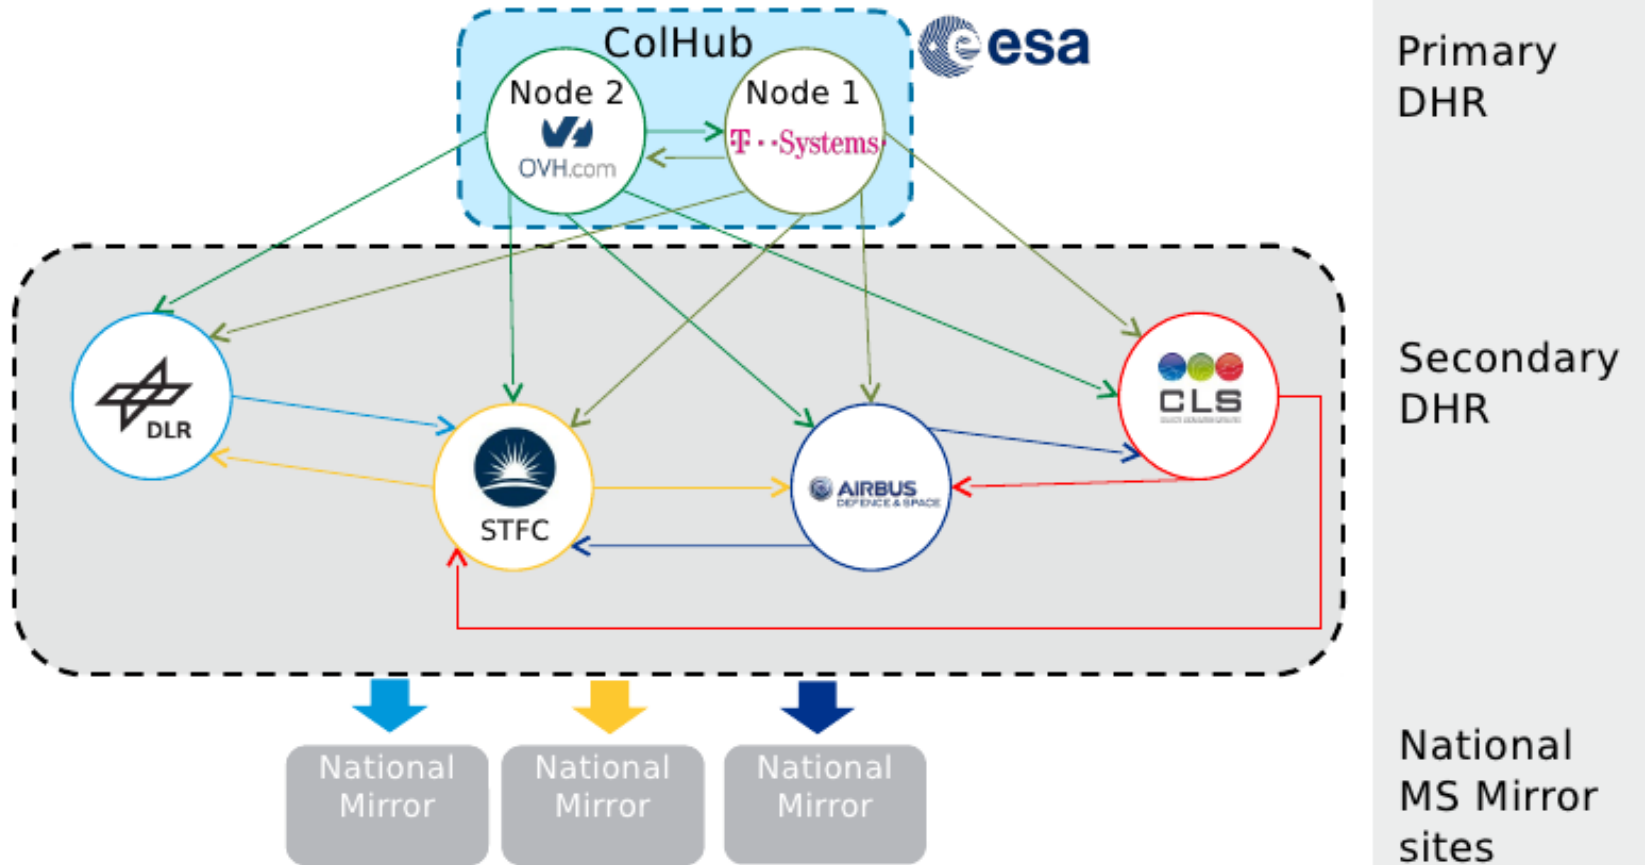 ColHub
esa
Node 2
OVH.com
Node 1
T··Systems·
Primary
DHR
DLR
STFC
AIRBUS
DEFENCE & SPACE
CLS
Secondary
DHR
National
Mirror
National
Mirror
National
Mirror
National
MS Mirror
sites